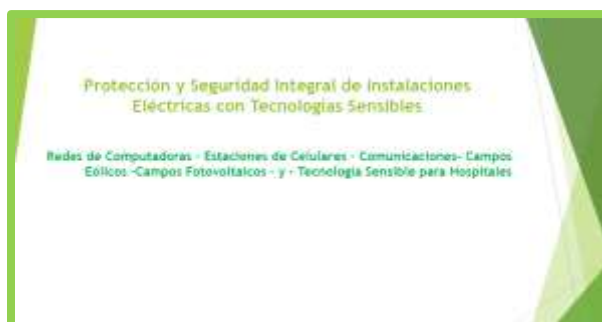 Protección y Seguridad Integral de Instalaciones
Eléctricas con Tecnologías Sensibles
Redes de Computadoras - Estaciones de Celulares - Comunicaciones- Campos
Eólicos -Campos Fotovoltaicos - y - Tecnología Sensible para Hospitales